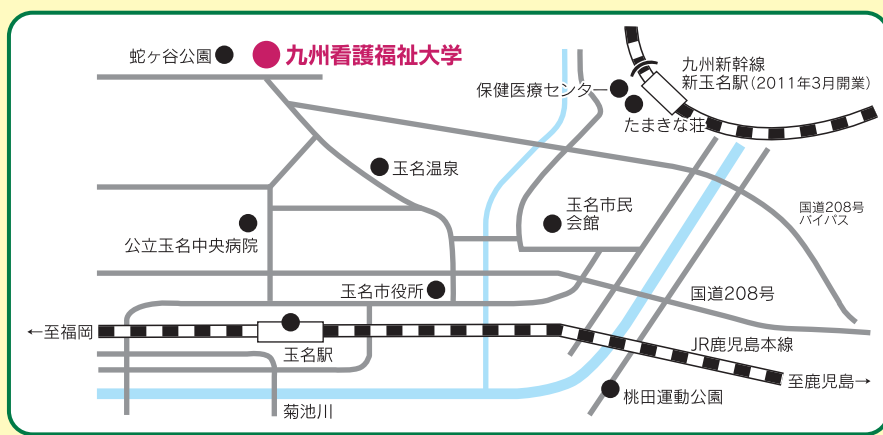 蛇ヶ谷公園
九州看護福祉大学
九州新幹線
新玉名駅(2011年3月開業)
保健医療センター
たまきな荘
玉名温泉
玉名市民
会館
国道208号
バイパス
公立玉名中央病院
玉名市役所
国道208号
←至福岡
玉名駅
JR鹿児島本線
至鹿児島→
桃田運動公園
菊池川